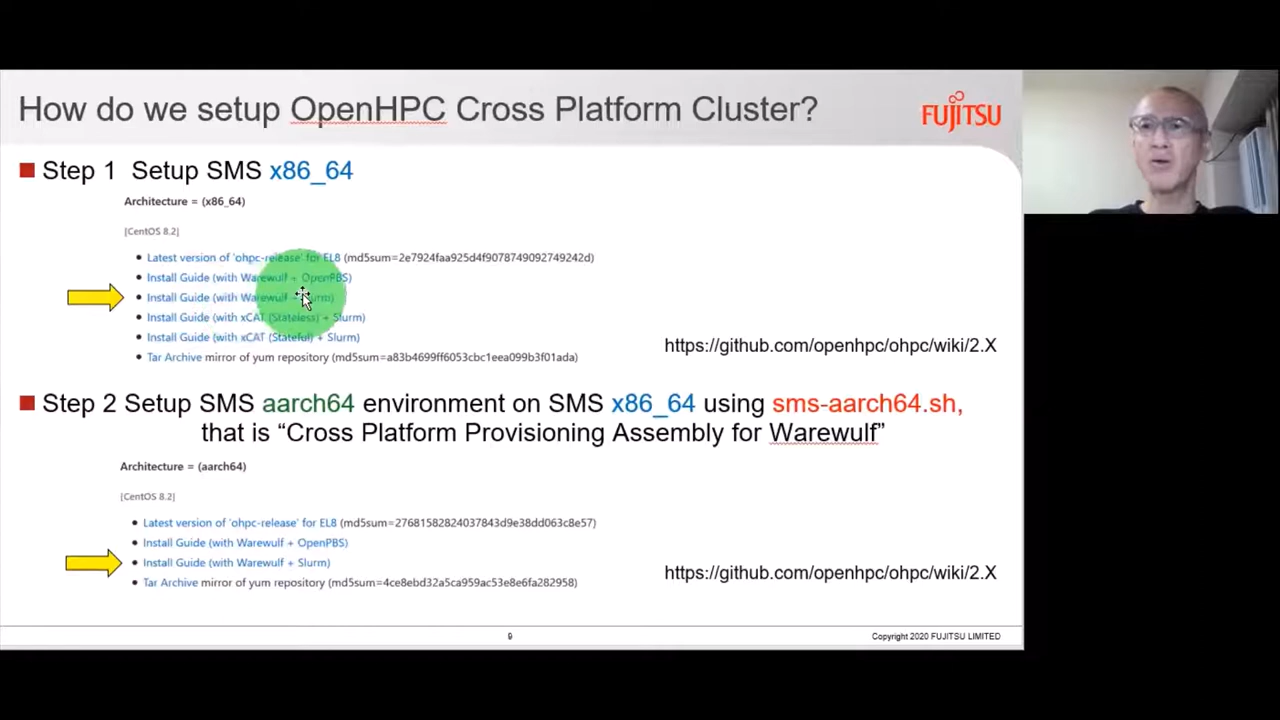 How do we setup OpenHPC Cross Platform Cluster?
FUJITSU
Step 1 Setup SMS x86_64
Architecture = (x86_64)
[CentOS 8.2]
Latest version of 'ohpc-release' for EL8 (md5sum=2e7924faa925d4f9078749092749242d)
Install Guide (with Warewulf + OpenPBS)
Install Guide (with Warewulf + Slurm)
Install Guide (with xCAT (Stateless) + Slurm)
Install Guide (with xCAT (Stateful) + Slurm)
https://github.com/openhpc/ohpc/wiki/2.X
Tar Archive mirror of yum repository (md5sum=a83b4699ff6053cbc1eea099b3f01ada)
Step 2 Setup SMS aarch64 environment on SMS x86_64 using sms-aarch64.sh,
that is “Cross Platform Provisioning Assembly for Warewulf”
Architecture = (aarch64)
[CentOS 8.2]
Latest version of 'ohpc-release' for EL8 (md5sum=27681582824037843d9e38dd063c8e57)
Install Guide (with Warewulf + OpenPBS)
Install Guide (with Warewulf + Slurm)
https://github.com/openhpc/ohpc/wiki/2.X
Tar Archive mirror of yum repository (md5sum=4ce8ebd32a5ca959ac53e8e6fa282958)
9
Copyright 2020 FUJITSU LIMITED